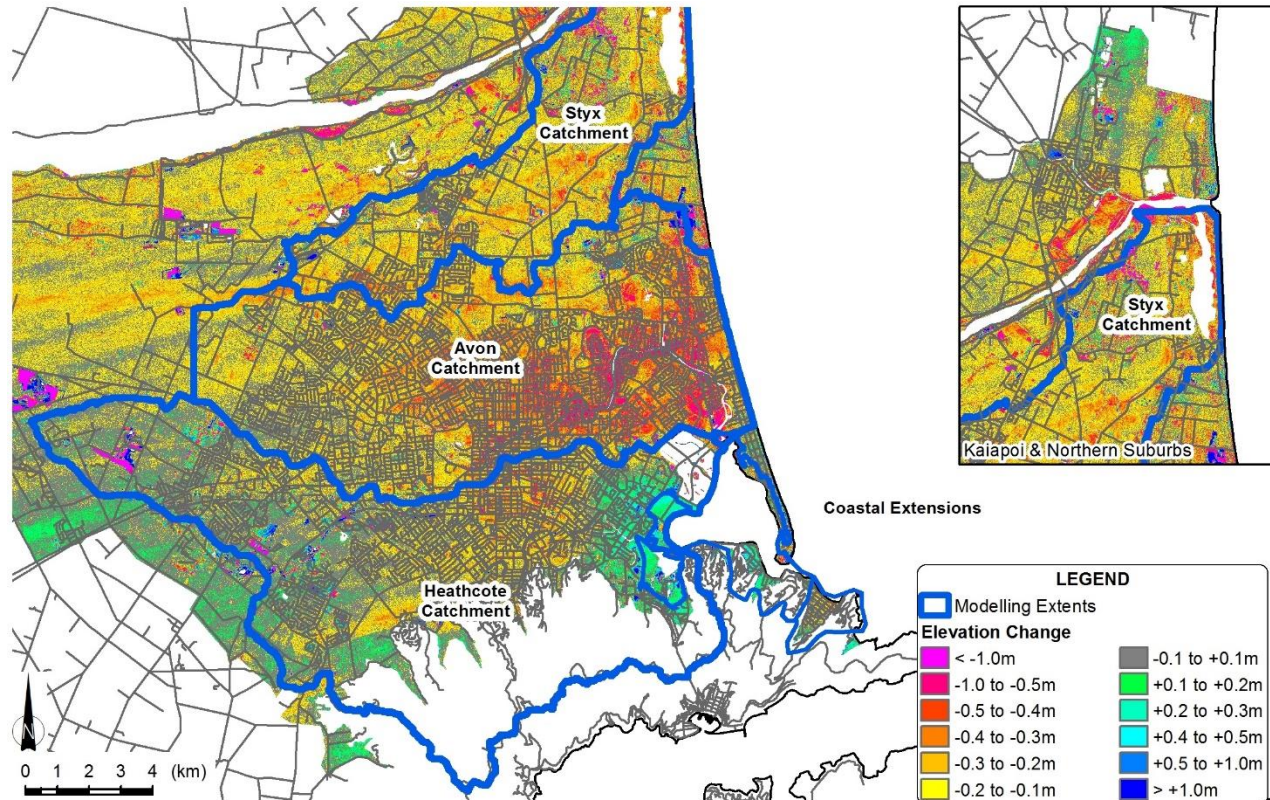 Styx
Catchment
Avon
Catchment
Heathcote
Catchment
Styx
Catchment
Kaiapoi & Northern Suburbs
Coastal Extensions
LEGEND
Modelling Extents
Elevation Change
< -1.0m
-1.0 to -0.5m
-0.5 to -0.4m
-0.4 to -0.3m
-0.3 to -0.2m
-0.2 to -0.1m
-0.1 to +0.1m
+0.1 to +0.2m
+0.2 to +0.3m
+0.4 to +0.5m
+0.5 to +1.0m
> +1.0m
N
0 1 2 3 4 (km)